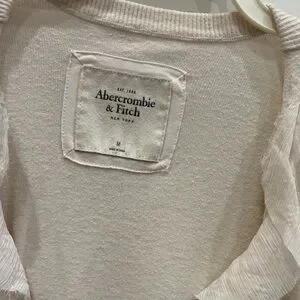 EST. 1892
Abercrombie
& Fitch
NEW YORK
M